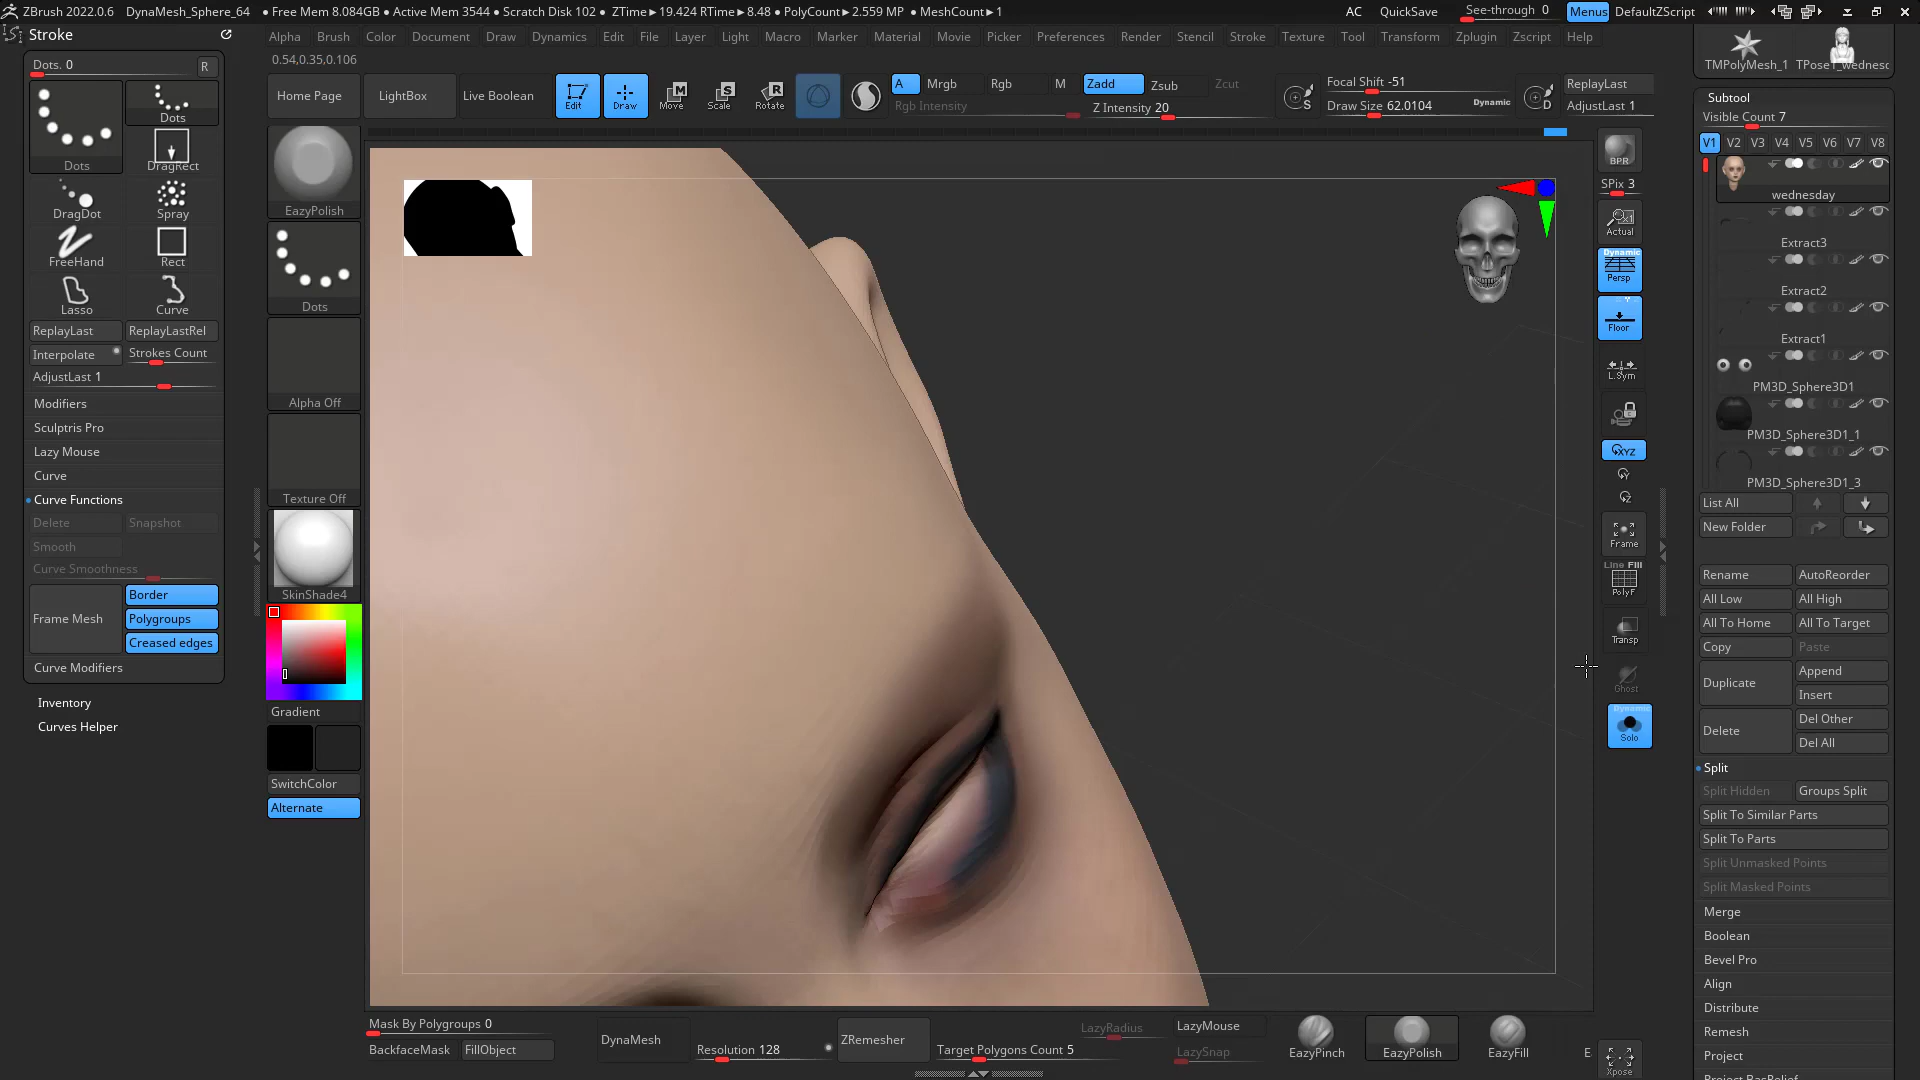 ZBrush 2022.0.6 DynaMesh_Sphere_64 • Free Mem 8.084GB • Active Mem 3544 • Scratch Disk 102 • ZTime►19.424 RTime►8.48 • PolyCount►2.559 MP • MeshCount►1 AC QuickSave See-through 0 Menus DefaultZScript
Stroke
Alpha Brush Color Document Draw Dynamics Edit File Layer Light Macro Marker Material Movie Picker Preferences Render Stencil Stroke Texture Tool Transform Zplugin Zscript Help
0.54,0.35,0.106
Dots. 0 R
Home Page LightBox Live Boolean Edit Draw Move Scale Rotate
A Mrgb Rgb M Zadd Zsub Zcut
Rgb Intensity Z Intensity 20
S Focal Shift -51
Draw Size 62.0104 Dynamic
D ReplayLast
AdjustLast 1
TMPolyMesh_1 TPose1_wednesc
Dots
Dots
DragRect
DragDot
Spray
FreeHand
Rect
Lasso
Curve
ReplayLast ReplayLastRel
Interpolate Strokes Count
AdjustLast 1
Modifiers
Sculptris Pro
Lazy Mouse
Curve
Curve Functions
Delete Snapshot
Smooth
Curve Smoothness
Frame Mesh
Border
Polygroups
Creased edges
Curve Modifiers
Inventory
Curves Helper
EazyPolish
Dots
Alpha Off
Texture Off
SkinShade4
Gradient
SwitchColor
Alternate
BPR
SPix 3
Actual
Dynamic
Persp
Floor
L.Sym
XYZ
Y
Z
Frame
Line Fill
PolyF
Transp
Ghost
Dynamic
Solo
Xpose
Subtool
Visible Count 7
V1 V2 V3 V4 V5 V6 V7 V8
wednesday
Extract3
Extract2
Extract1
PM3D_Sphere3D1
PM3D_Sphere3D1_1
PM3D_Sphere3D1_3
List All
New Folder
Rename AutoReorder
All Low All High
All To Home All To Target
Copy Paste
Duplicate Append
Insert
Delete Del Other
Del All
Split
Split Hidden Groups Split
Split To Similar Parts
Split To Parts
Split Unmasked Points
Split Masked Points
Merge
Boolean
Bevel Pro
Align
Distribute
Remesh
Project
Project BasRelief
Mask By Polygroups 0
BackfaceMask FillObject
DynaMesh
Resolution 128
ZRemesher
Target Polygons Count 5
LazyRadius LazyMouse
LazySnap
EazyPinch EazyPolish EazyFill E